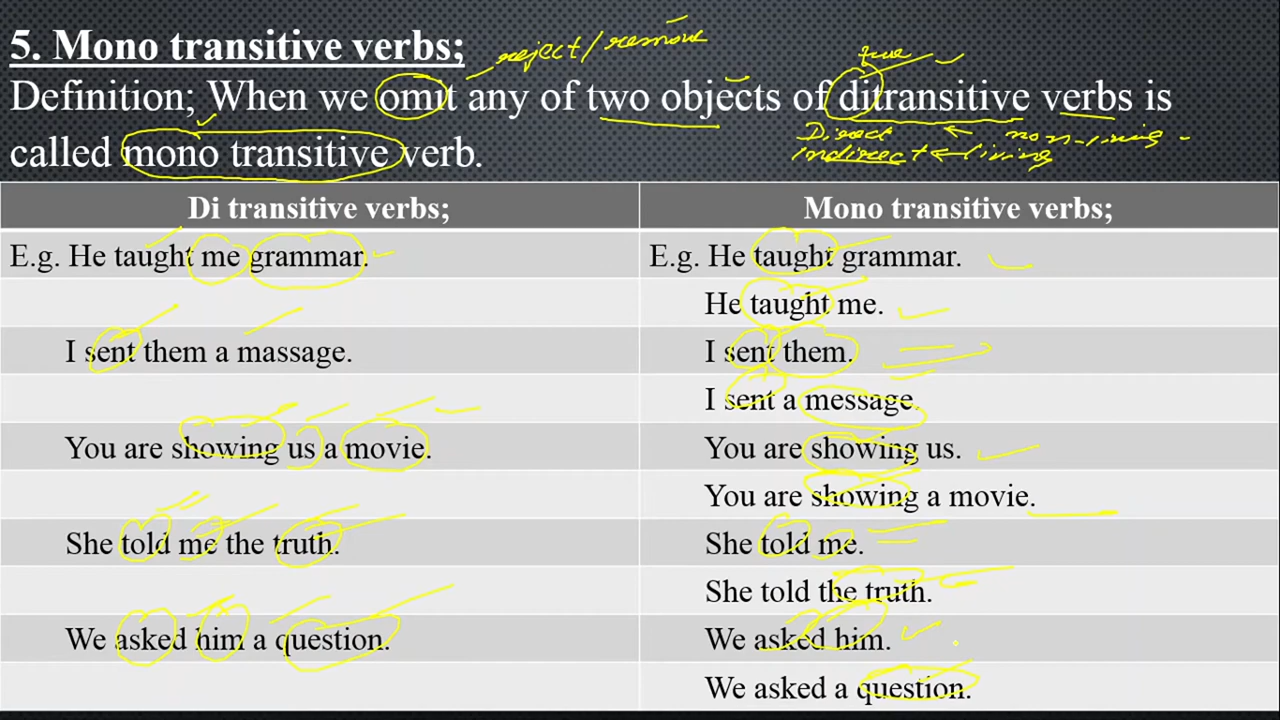 5. Mono transitive verbs;
reject/remove
true
Definition; When we omit any of two objects of ditransitive verbs is
Direct ← non-living -
called mono transitive verb.
Indirect ← living
Di transitive verbs; Mono transitive verbs;
E.g. He taught me grammar. E.g. He taught grammar.
He taught me.
I sent them a massage. I sent them.
I sent a message.
You are showing us a movie. You are showing us.
You are showing a movie.
She told me the truth. She told me.
She told the truth.
We asked him a question. We asked him.
We asked a question.